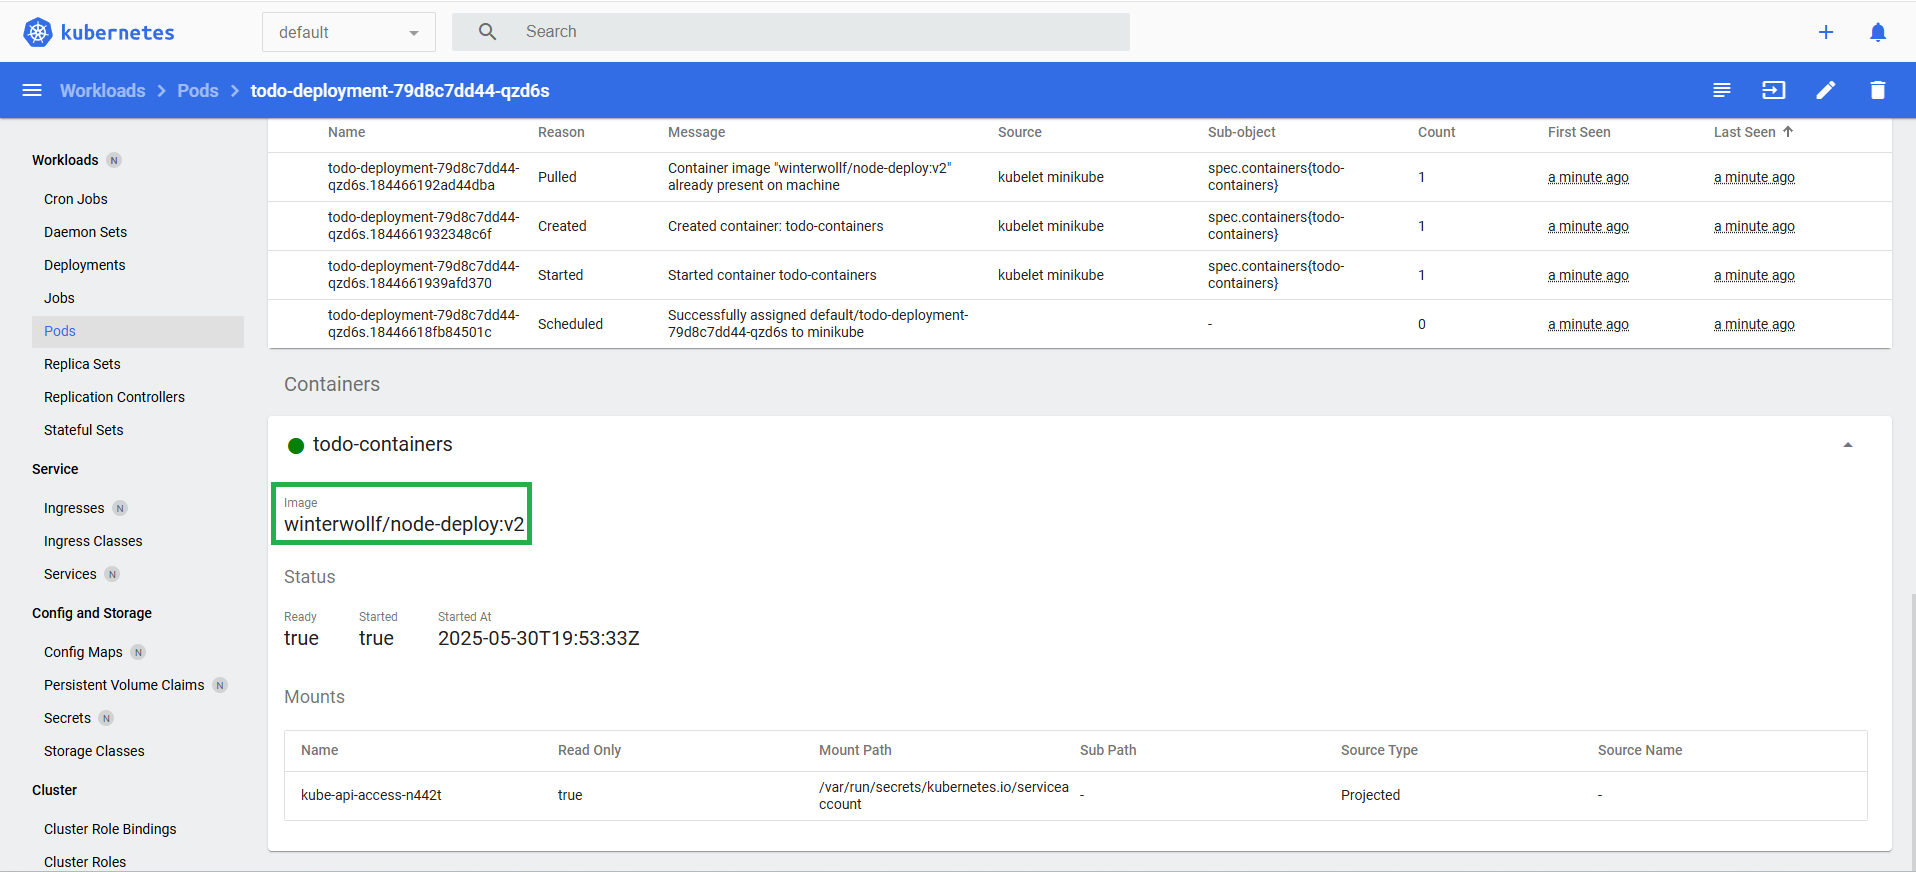 kubernetes
default
Search
Workloads
Pods
todo-deployment-79d8c7dd44-qzd6s
Workloads N
Cron Jobs
Daemon Sets
Deployments
Jobs
Pods
Replica Sets
Replication Controllers
Stateful Sets
Service
Ingresses N
Ingress Classes
Services N
Config and Storage
Config Maps N
Persistent Volume Claims N
Secrets N
Storage Classes
Cluster
Cluster Role Bindings
Cluster Roles
Name Reason Message Source Sub-object Count First Seen Last Seen
todo-deployment-79d8c7dd44-
qzd6s.184466192ad44dba
Pulled
Container image "winterwollf/node-deploy:v2"
already present on machine
kubelet minikube
spec.containers{todo-
containers}
1
a minute ago
a minute ago
todo-deployment-79d8c7dd44-
qzd6s.1844661932348c6f
Created
Created container: todo-containers
kubelet minikube
spec.containers{todo-
containers}
1
a minute ago
a minute ago
todo-deployment-79d8c7dd44-
qzd6s.1844661939afd370
Started
Started container todo-containers
kubelet minikube
spec.containers{todo-
containers}
1
a minute ago
a minute ago
todo-deployment-79d8c7dd44-
qzd6s.18446618fb84501c
Scheduled
Successfully assigned default/todo-deployment-
79d8c7dd44-qzd6s to minikube
-
0
a minute ago
a minute ago
Containers
todo-containers
Image
winterwollf/node-deploy:v2
Status
Ready Started Started At
true true 2025-05-30T19:53:33Z
Mounts
Name Read Only Mount Path Sub Path Source Type Source Name
kube-api-access-n442t
true
/var/run/secrets/kubernetes.io/servicea
ccount
-
Projected
-